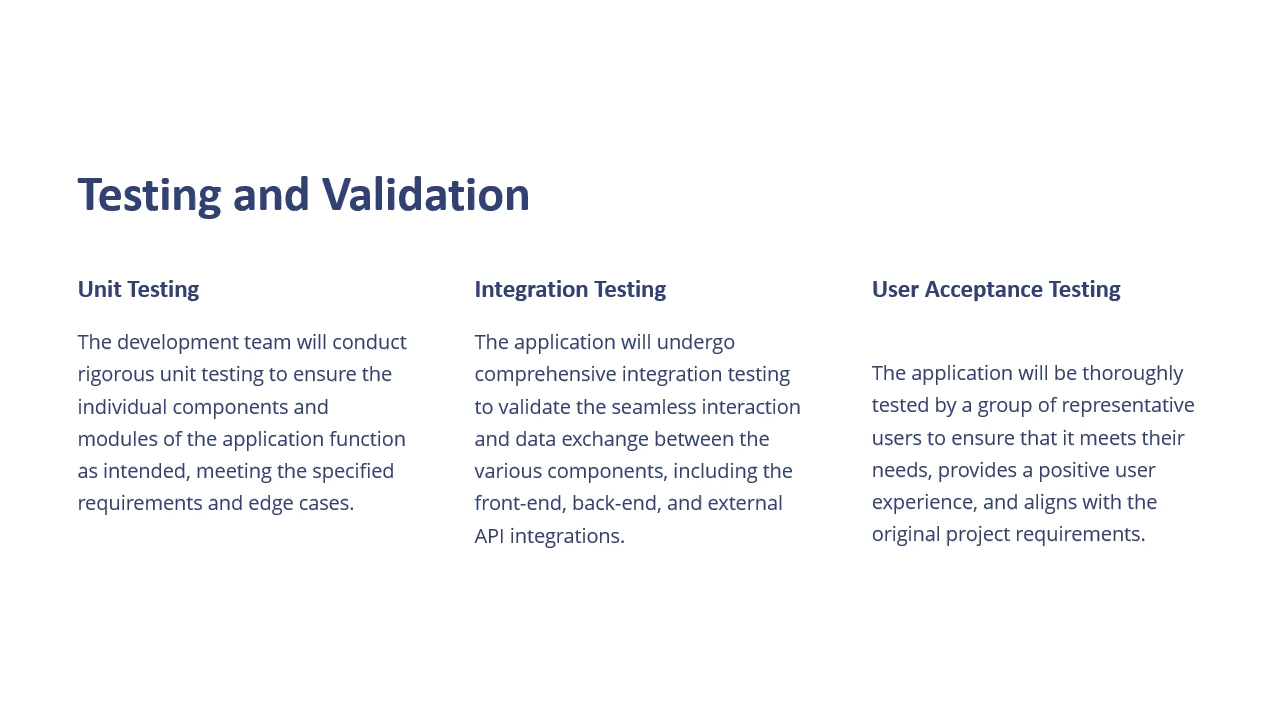 Testing and Validation
Unit Testing
The development team will conduct
rigorous unit testing to ensure the
individual components and
modules of the application function
as intended, meeting the specified
requirements and edge cases.
Integration Testing
The application will undergo
comprehensive integration testing
to validate the seamless interaction
and data exchange between the
various components, including the
front-end, back-end, and external
API integrations.
User Acceptance Testing
The application will be thoroughly
tested by a group of representative
users to ensure that it meets their
needs, provides a positive user
experience, and aligns with the
original project requirements.